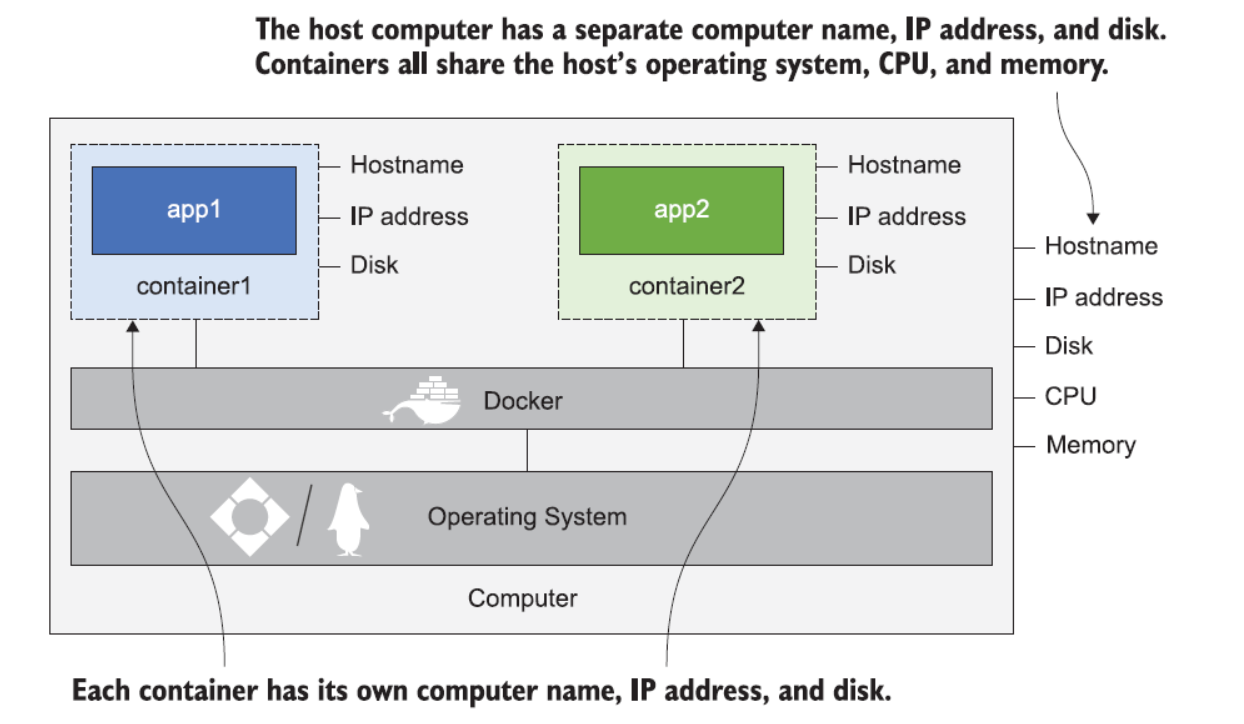 The host computer has a separate computer name, IP address, and disk.
Containers all share the host's operating system, CPU, and memory.
app1
container1
Hostname
IP address
Disk
app2
container2
Hostname
IP address
Disk
Hostname
IP address
Disk
CPU
Memory
Docker
/ Operating System
Computer
Each container has its own computer name, IP address, and disk.